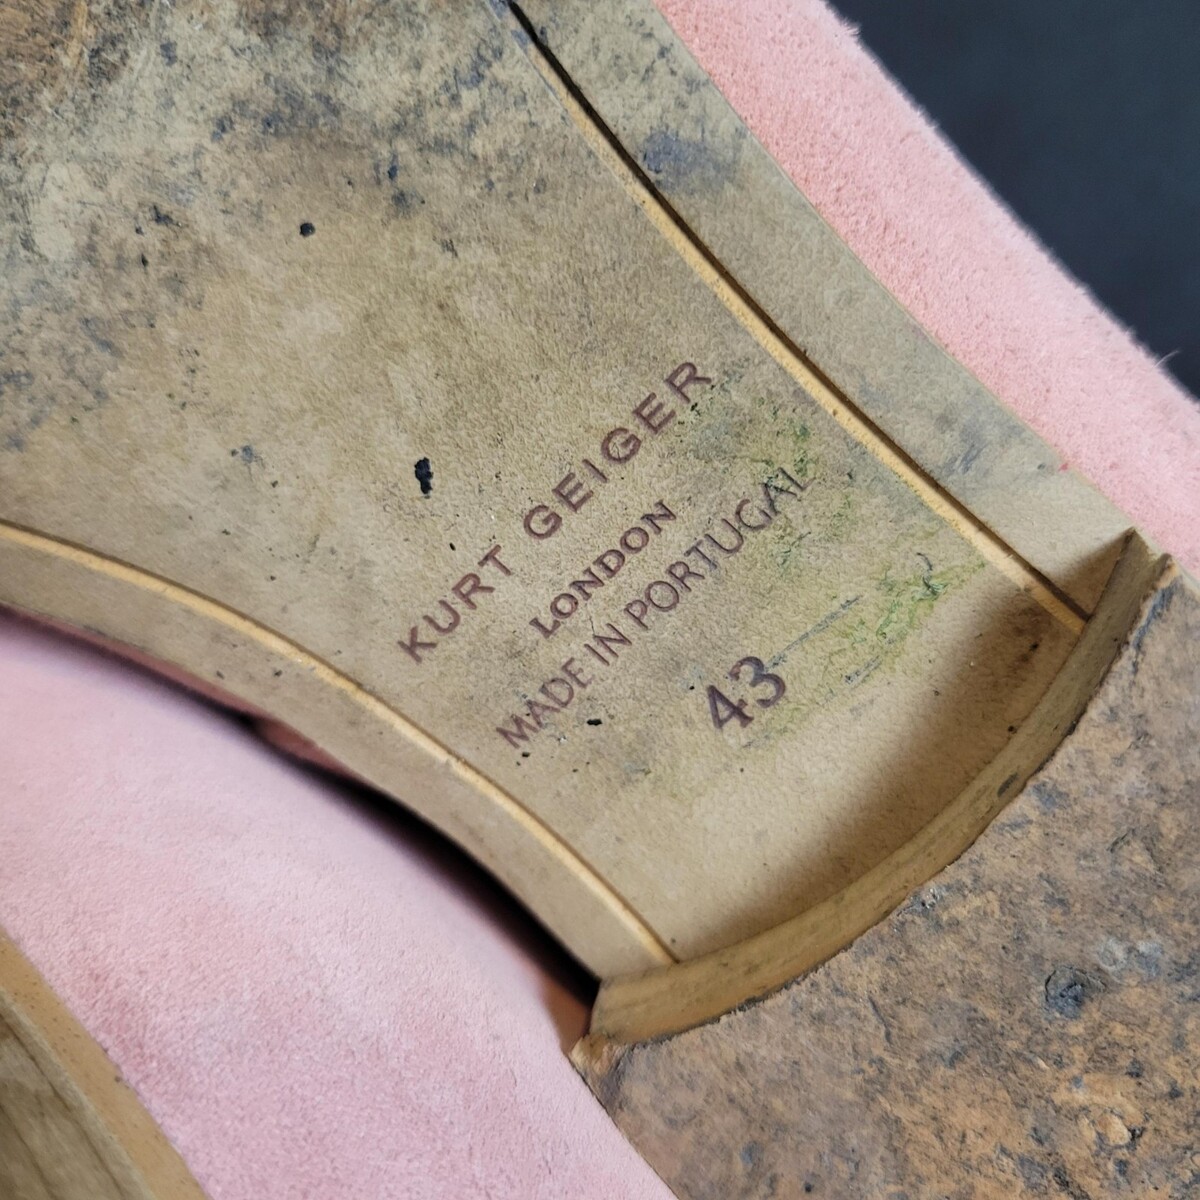 KURT GEIGER
LONDON
MADE IN PORTUGAL
43